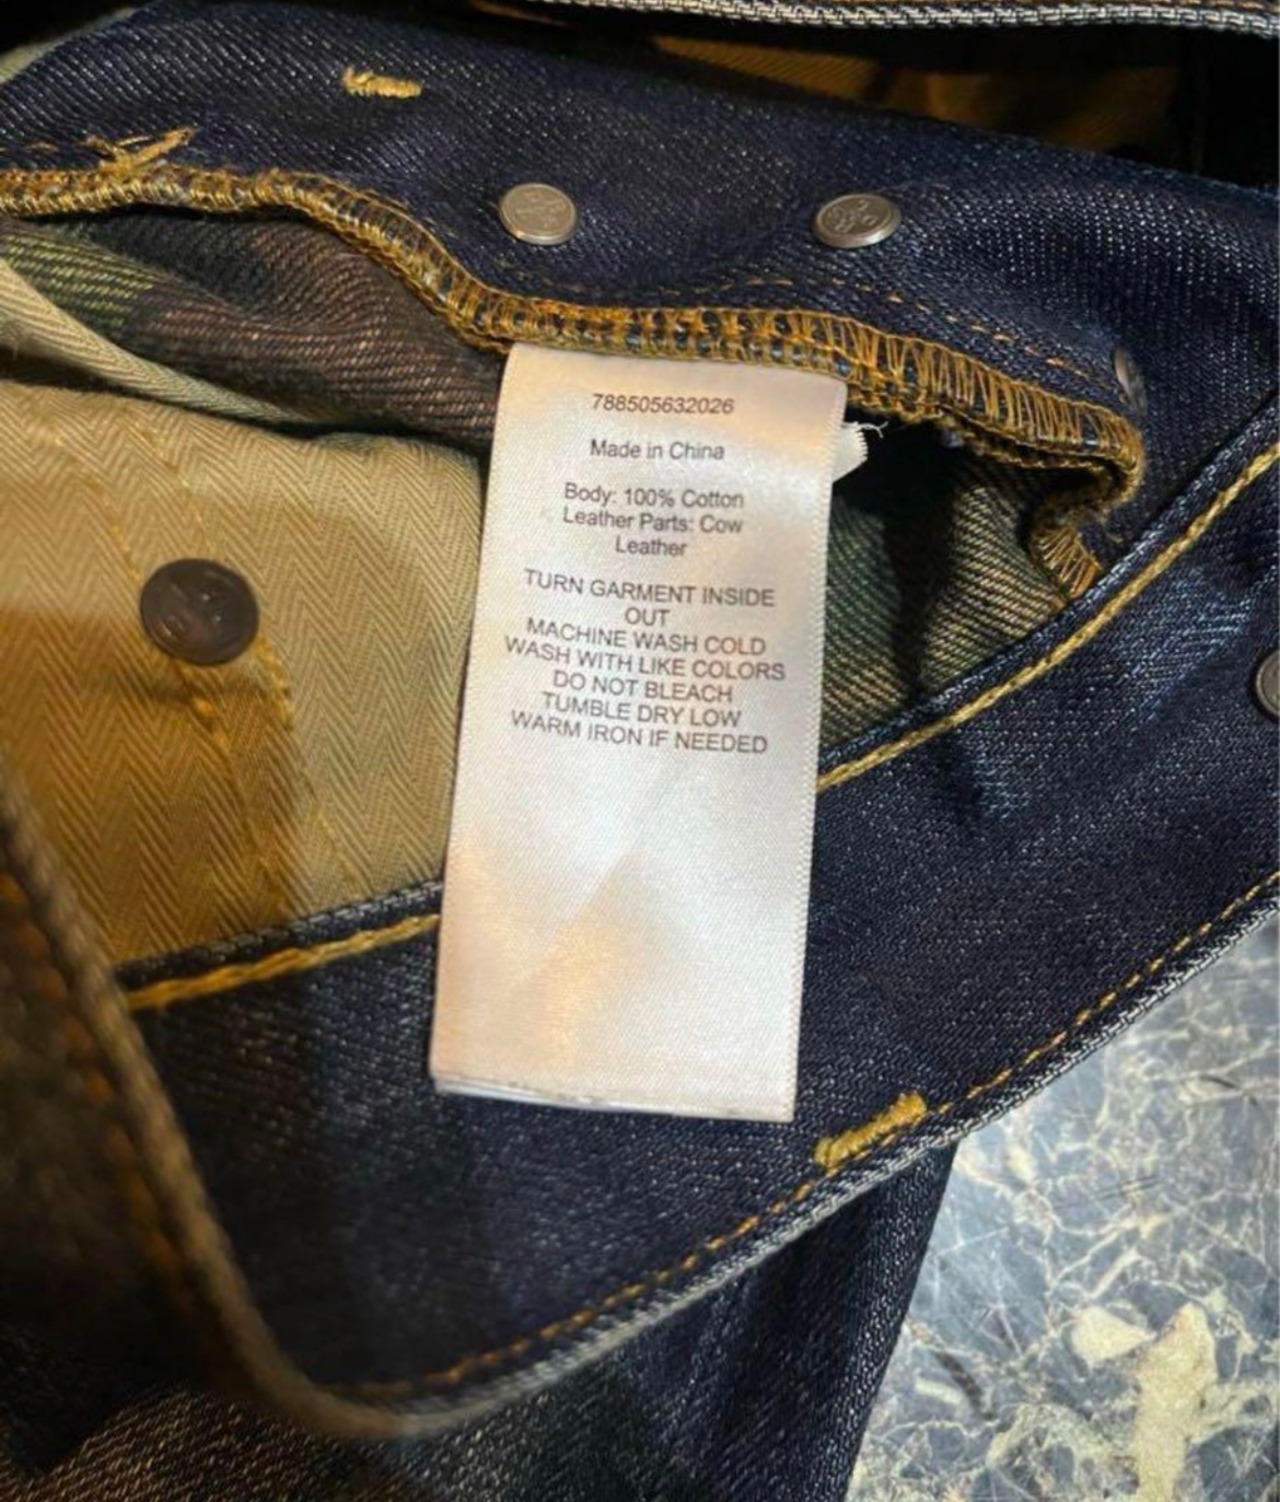 788505632026
Made in China
Body: 100% Cotton
Leather Parts: Cow
Leather
TURN GARMENT INSIDE
OUT
MACHINE WASH COLD
WASH WITH LIKE COLORS
DO NOT BLEACH
TUMBLE DRY LOW
WARM IRON IF NEEDED